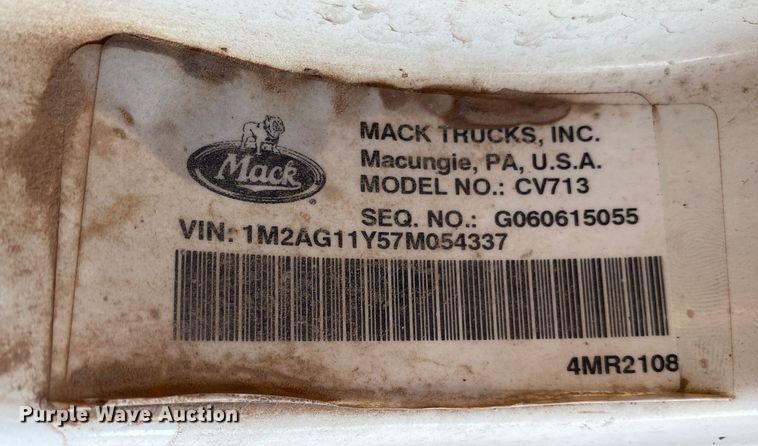 MACK TRUCKS, INC.
Mack
Macungie, PA, U.S.A.
MODEL NO.: CV713
SEQ. NO.: G060615055
VIN: 1M2AG11Y57M054337
4MR2108
Purple Wave Auction